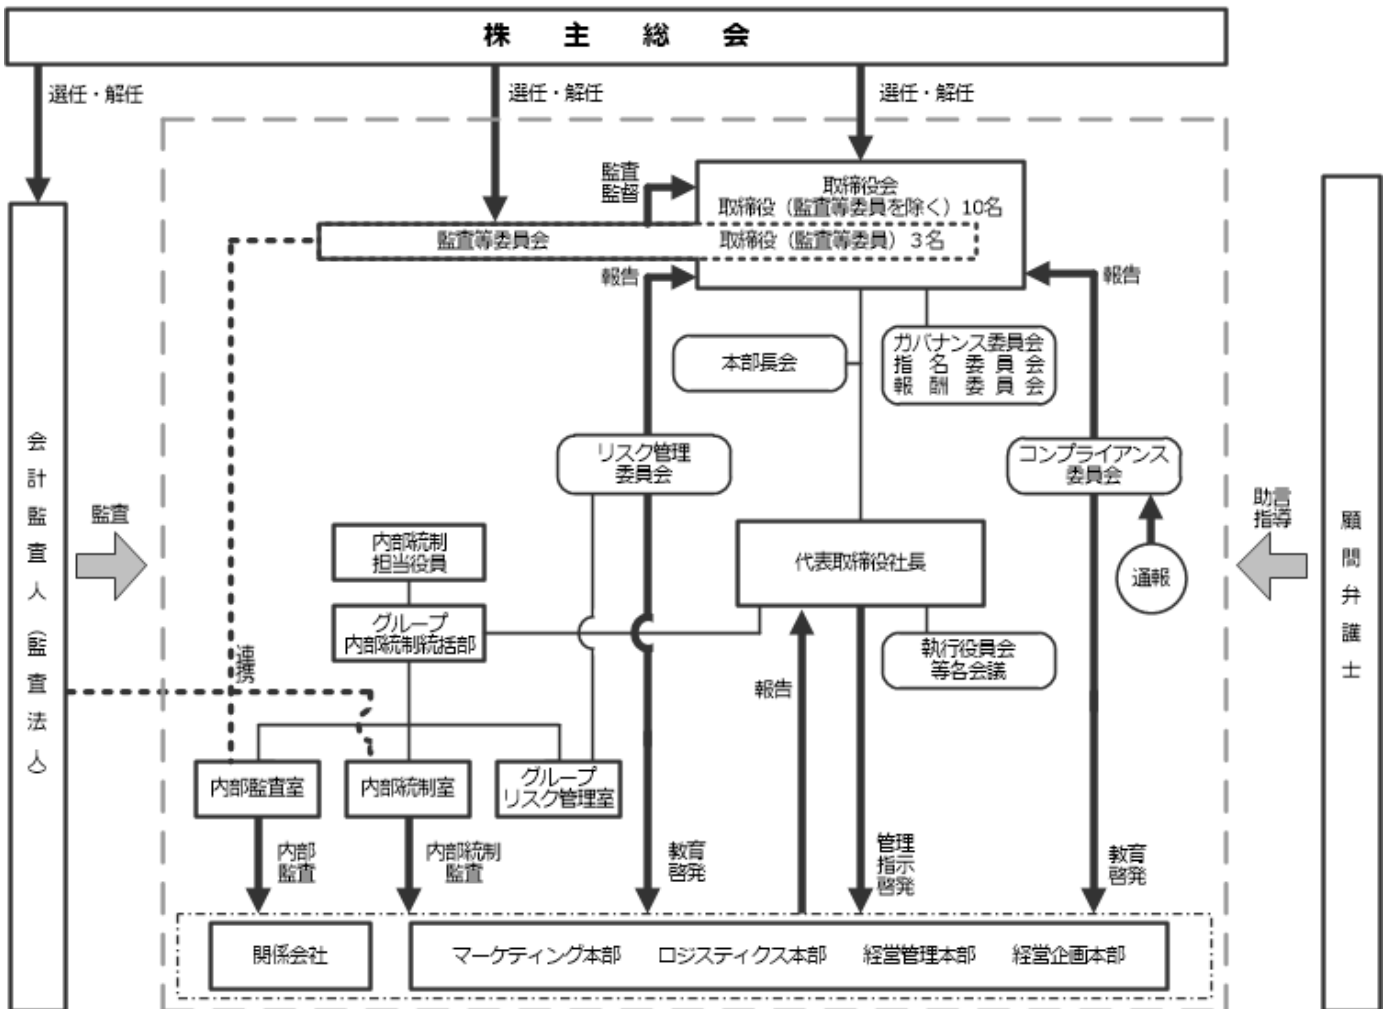 株主総会
選任・解任
選任・解任
選任・解任
監査
監督
取締役会
取締役（監査等委員を除く）10名
監査等委員会
取締役（監査等委員）３名
報告
報告
本部長会
ガバナンス委員会
指名委員会
報酬委員会
リスク管理
委員会
コンプライアンス
委員会
会計監査人（監査法人）
監査
助言
指導
顧問弁護士
内部統制
担当役員
代表取締役社長
通報
グループ
内部統制統括部
執行役員会
等各会議
連携
報告
内部監査室
内部統制室
グループ
リスク管理室
内部
監査
内部統制
監査
教育
啓発
管理
指示
啓発
教育
啓発
関係会社
マーケティング本部
ロジスティクス本部
経営管理本部
経営企画本部